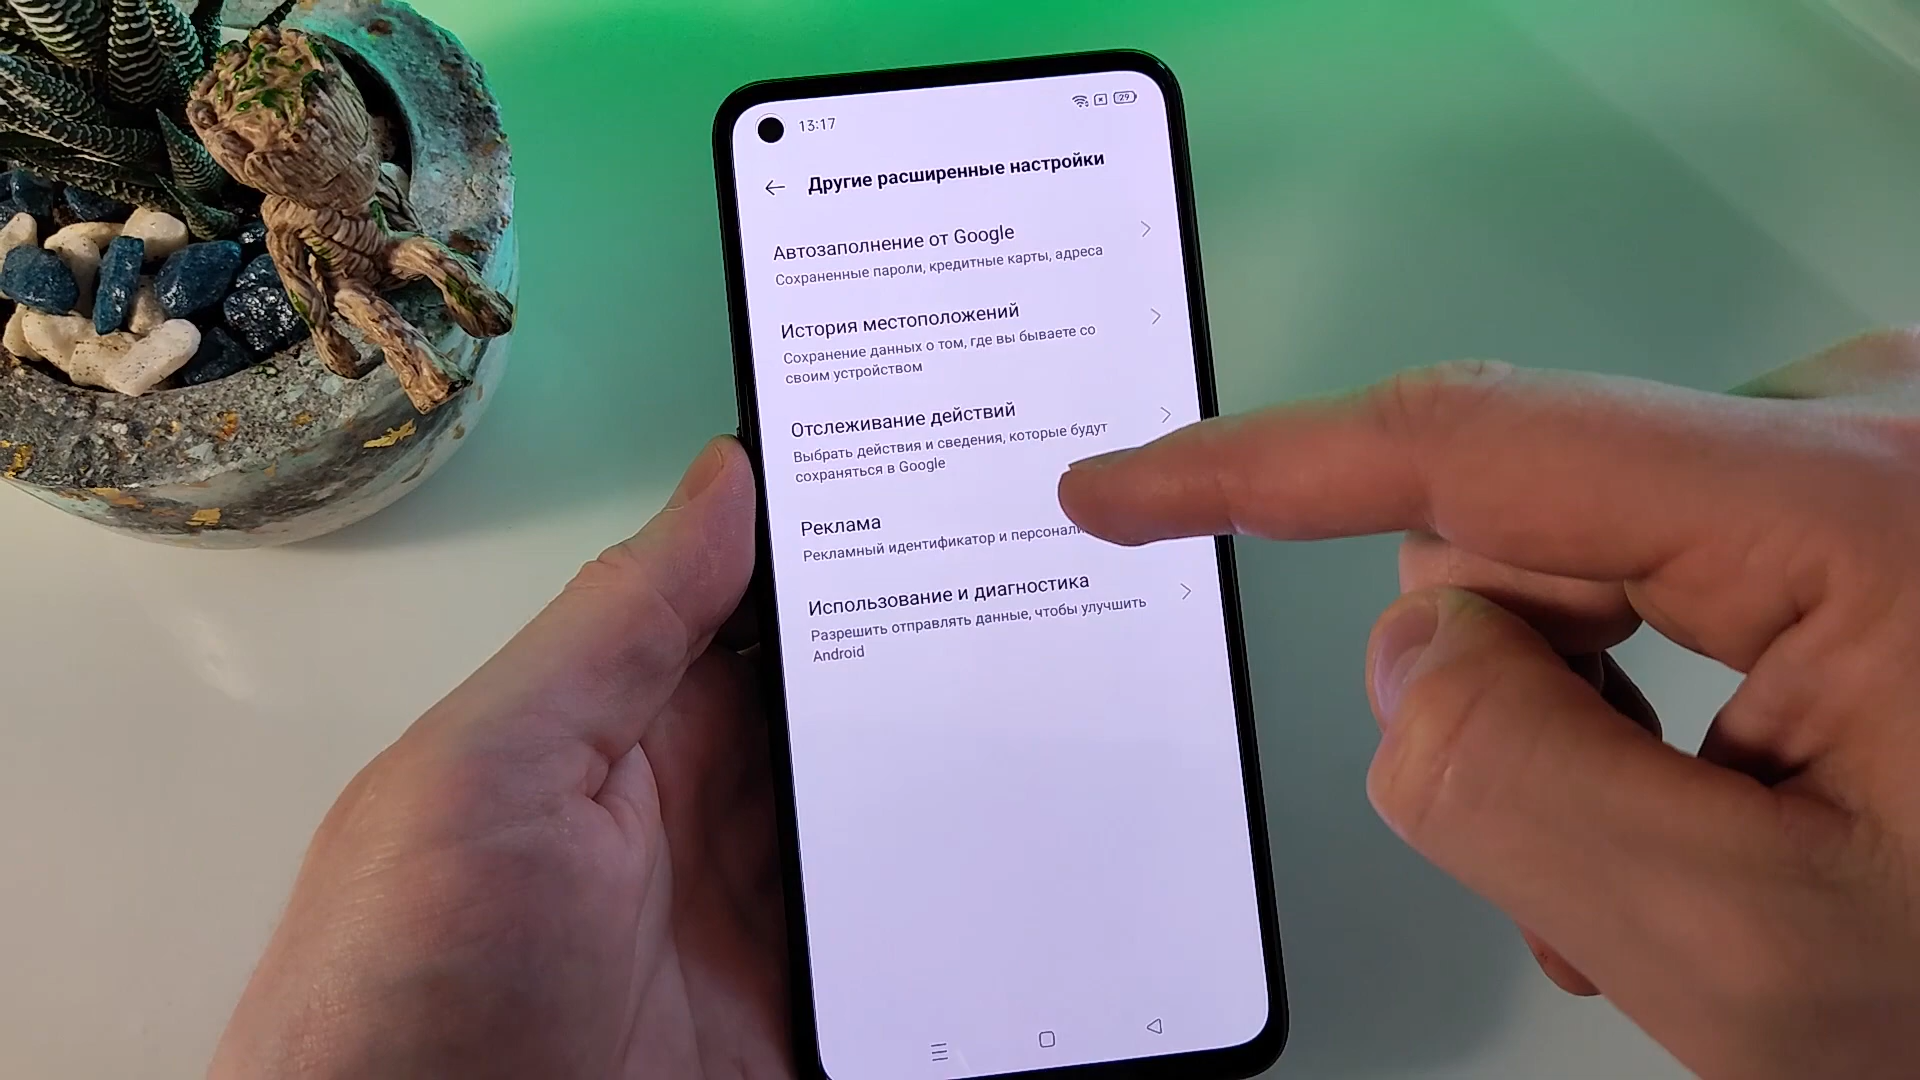 13:17
29
Другие расширенные настройки
Автозаполнение от Google
Сохраненные пароли, кредитные карты, адреса
История местоположений
Сохранение данных о том, где вы бываете со
своим устройством
Отслеживание действий
Выбрать действия и сведения, которые будут
сохраняться в Google
Реклама
Рекламный идентификатор и
Использование и диагностика
Разрешить отправлять данные, чтобы улучшить
Android